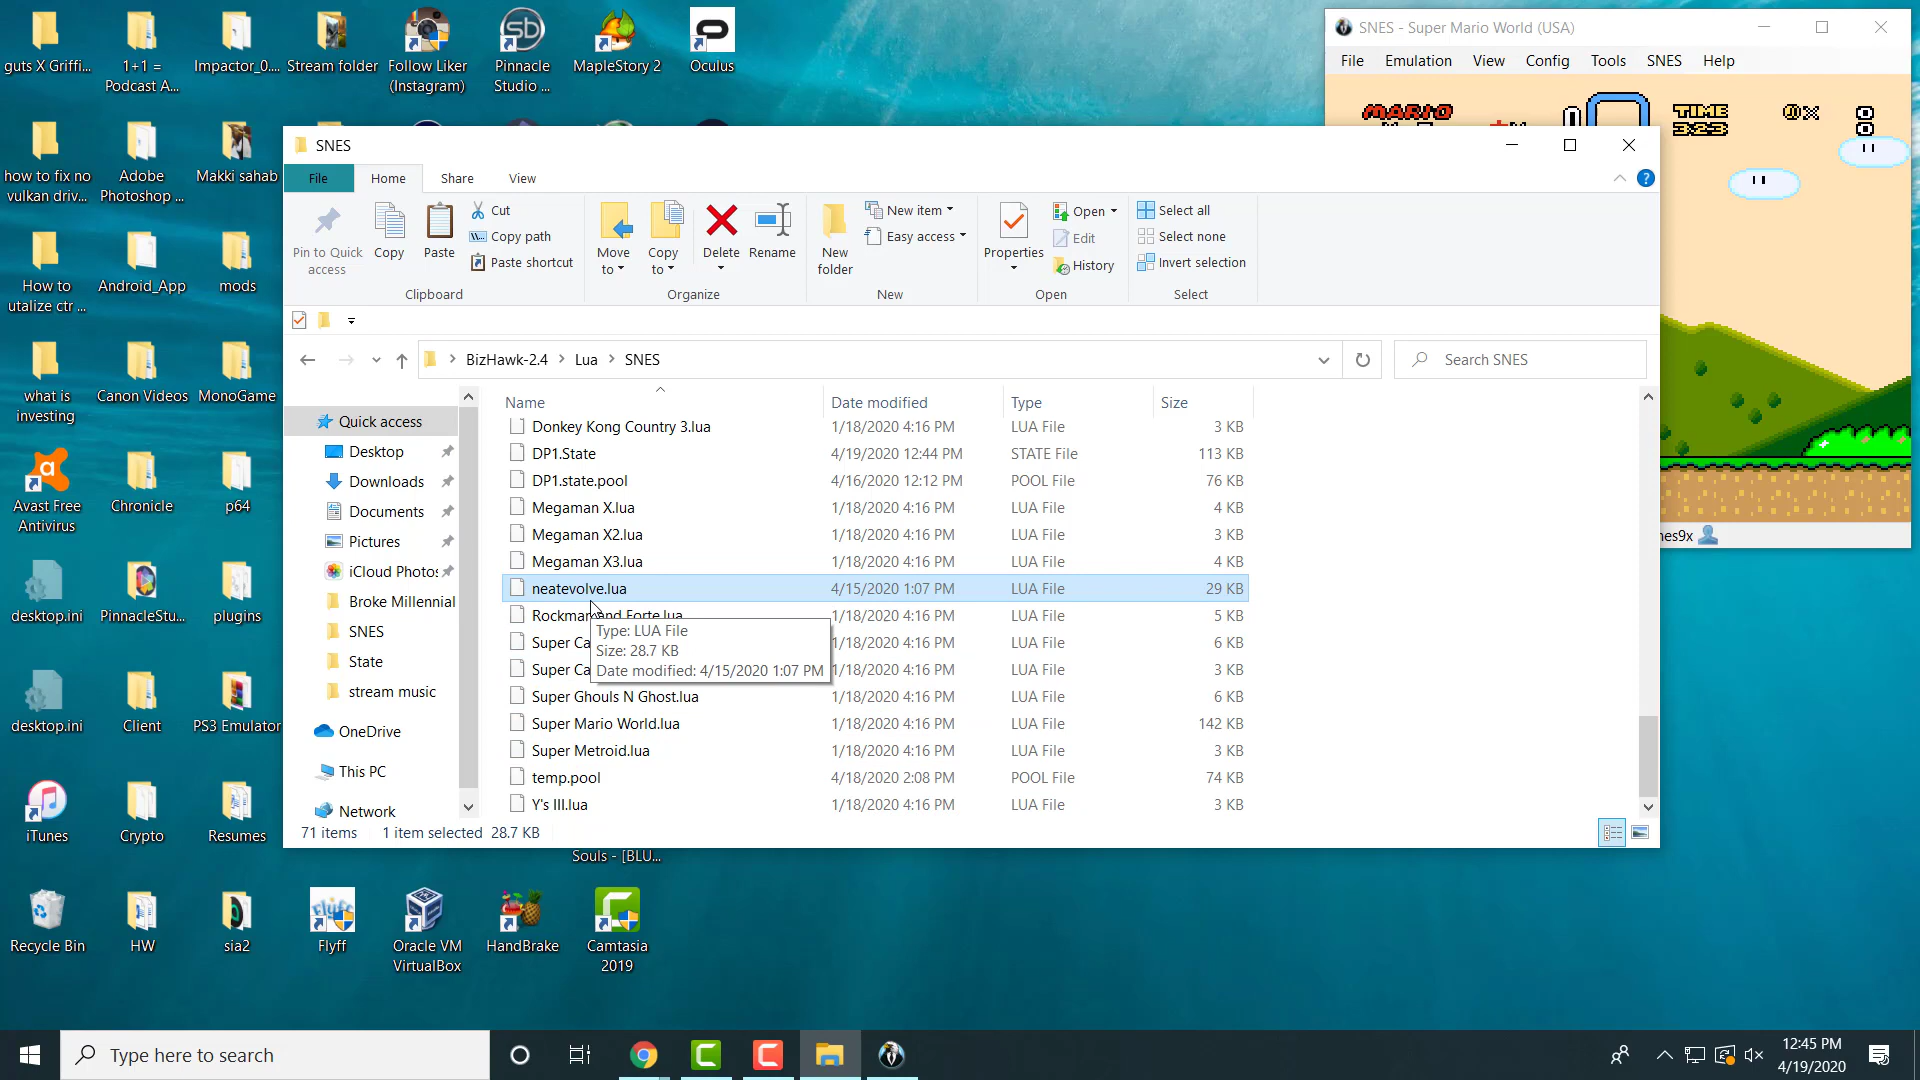 guts X Griffi...
1+1 =
Podcast A...
Impactor_0....
Stream folder
Follow Liker
(Instagram)
Pinnacle
Studio ...
MapleStory 2
Oculus
how to fix no
vulkan driv...
Adobe
Photoshop ...
Makki sahab
How to
utalize ctr ...
Android_App
mods
what is
investing
Canon Videos
MonoGame
Avast Free
Antivirus
Chronicle
p64
desktop.ini
PinnacleStu...
plugins
desktop.ini
Client
PS3 Emulator
iTunes
Crypto
Resumes
Souls - [BLU...
Recycle Bin
HW
sia2
Flyff
Oracle VM
VirtualBox
HandBrake
Camtasia
2019
SNES - Super Mario World (USA)
File Emulation View Config Tools SNES Help
MARIO
TIME
323
0
0
nes9x
SNES
File Home Share View
Pin to Quick
access
Copy
Paste
Cut
Copy path
Paste shortcut
Clipboard
Move
to
Copy
to
Delete
Rename
Organize
New
folder
New item
Easy access
New
Properties
Open
Edit
History
Open
Select all
Select none
Invert selection
Select
BizHawk-2.4 > Lua > SNES
Search SNES
Quick access
Desktop
Downloads
Documents
Pictures
iCloud Photos
Broke Millennial
SNES
State
stream music
OneDrive
This PC
Network
Name Date modified Type Size
Donkey Kong Country 3.lua 1/18/2020 4:16 PM LUA File 3 KB
DP1.State 4/19/2020 12:44 PM STATE File 113 KB
DP1.state.pool 4/16/2020 12:12 PM POOL File 76 KB
Megaman X.lua 1/18/2020 4:16 PM LUA File 4 KB
Megaman X2.lua 1/18/2020 4:16 PM LUA File 3 KB
Megaman X3.lua 1/18/2020 4:16 PM LUA File 4 KB
neatevolve.lua 4/15/2020 1:07 PM LUA File 29 KB
Rockman and Forte.lua 1/18/2020 4:16 PM LUA File 5 KB
Super Ca 1/18/2020 4:16 PM LUA File 6 KB
Super Ca 1/18/2020 4:16 PM LUA File 3 KB
Super Ghouls N Ghost.lua 1/18/2020 4:16 PM LUA File 6 KB
Super Mario World.lua 1/18/2020 4:16 PM LUA File 142 KB
Super Metroid.lua 1/18/2020 4:16 PM LUA File 3 KB
temp.pool 4/18/2020 2:08 PM POOL File 74 KB
Y's III.lua 1/18/2020 4:16 PM LUA File 3 KB
Type: LUA File
Size: 28.7 KB
Date modified: 4/15/2020 1:07 PM
71 items 1 item selected 28.7 KB
Type here to search
12:45 PM
4/19/2020